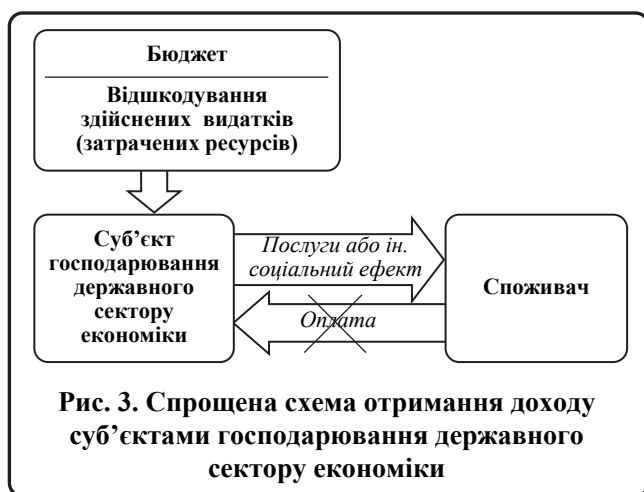 Бюджет
Відшкодування
здійснених видатків
(затрачених ресурсів)
Суб’єкт
господарювання
державного
сектору
економіки
Послуги або ін.
соціальний ефект
Оплата
Споживач
Рис. 3. Спрощена схема отримання доходу
суб’єктами господарювання державного
сектору економіки